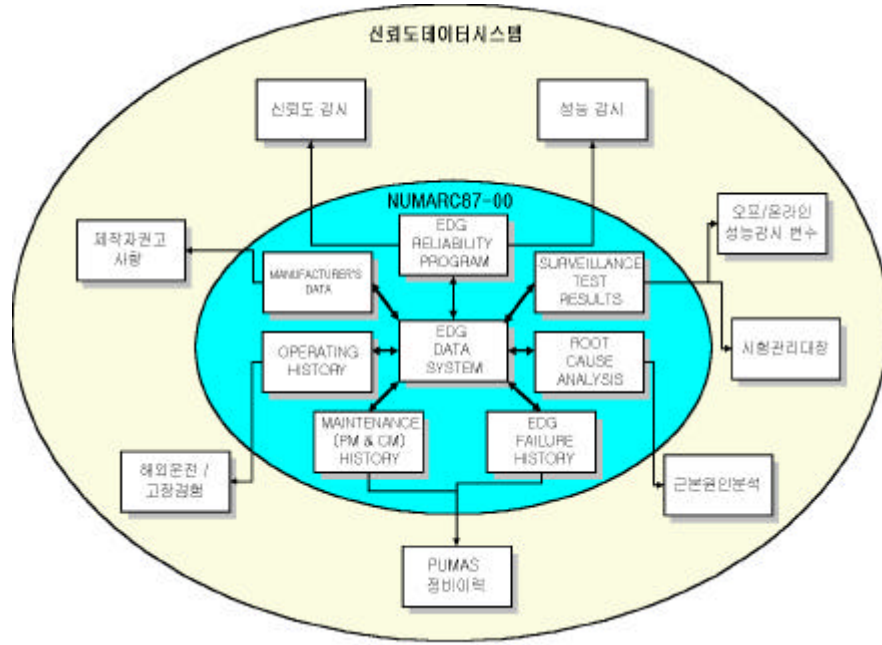 신뢰도데이터시스템
신뢰도 감시
성능 감시
NUMARC87-00
제작자권고
사항
EDG
RELIABILITY
PROGRAM
오프/온라인
성능감시 변수
MANUFACTURER'S
DATA
SURVEILLANCE
TEST
RESULTS
OPERATING
HISTORY
EDG
DATA
SYSTEM
ROOT
CAUSE
ANALYSIS
시험관리대장
MAINTENANCE
(PM & CM)
HISTORY
EDG
FAILURE
HISTORY
해외운전 /
고장경험
근본원인분석
PUMAS
정비이력